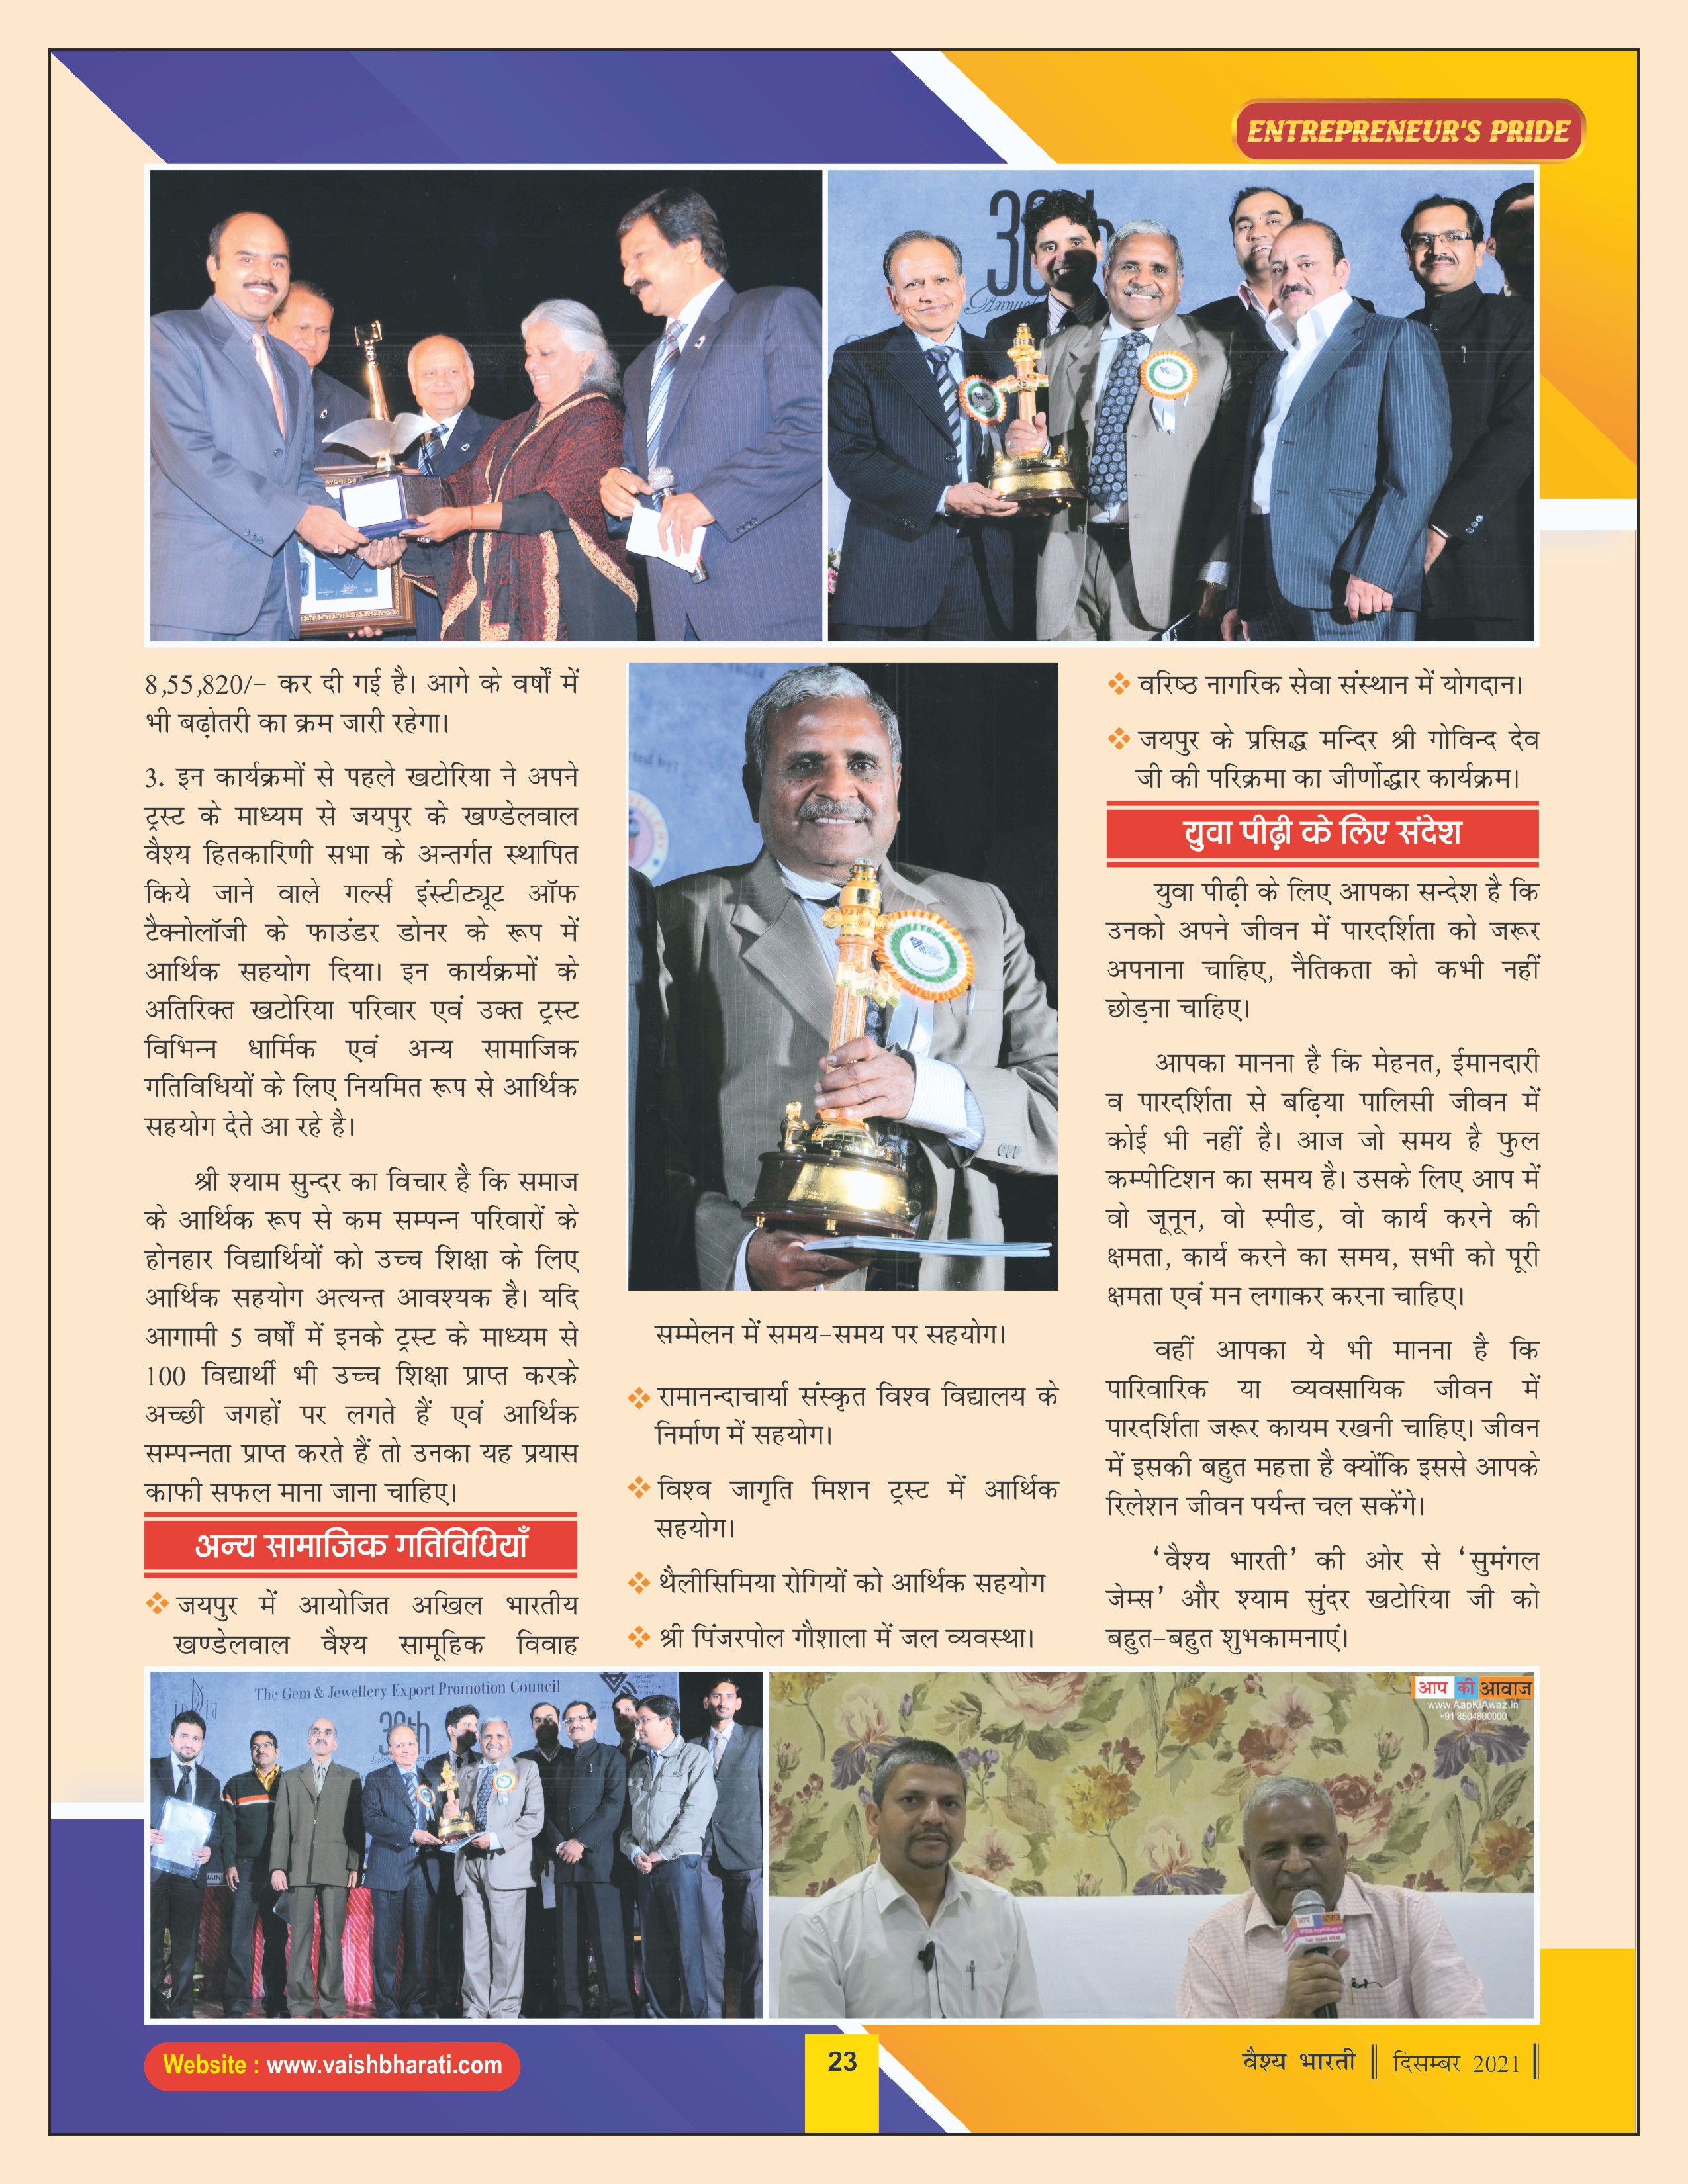 ENTREPRENEUR'S PRIDE
30th
Annual
8,55,820/- कर दी गई है। आगे के वर्षों में
भी बढ़ोतरी का क्रम जारी रहेगा।
3. इन कार्यक्रमों से पहले खटोरिया ने अपने
ट्रस्ट के माध्यम से जयपुर के खण्डेलवाल
वैश्य हितकारिणी सभा के अन्तर्गत स्थापित
किये जाने वाले गर्ल्स इंस्टीट्यूट ऑफ
टैक्नोलॉजी के फाउंडर डोनर के रूप में
आर्थिक सहयोग दिया। इन कार्यक्रमों के
अतिरिक्त खटोरिया परिवार एवं उक्त ट्रस्ट
विभिन्न धार्मिक एवं अन्य सामाजिक
गतिविधियों के लिए नियमित रूप से आर्थिक
सहयोग देते आ रहे है।
श्री श्याम सुन्दर का विचार है कि समाज
के आर्थिक रूप से कम सम्पन्न परिवारों के
होनहार विद्यार्थियों को उच्च शिक्षा के लिए
आर्थिक सहयोग अत्यन्त आवश्यक है। यदि
आगामी 5 वर्षों में इनके ट्रस्ट के माध्यम से
100 विद्यार्थी भी उच्च शिक्षा प्राप्त करके
अच्छी जगहों पर लगते हैं एवं आर्थिक
सम्पन्नता प्राप्त करते हैं तो उनका यह प्रयास
काफी सफल माना जाना चाहिए।
अन्य सामाजिक गतिविधियाँ
❖ जयपुर में आयोजित अखिल भारतीय
खण्डेलवाल वैश्य सामूहिक विवाह
सम्मेलन में समय-समय पर सहयोग।
❖ रामानन्दाचार्या संस्कृत विश्व विद्यालय के
निर्माण में सहयोग।
❖ विश्व जागृति मिशन ट्रस्ट में आर्थिक
सहयोग।
❖ थैलीसिमिया रोगियों को आर्थिक सहयोग
❖ श्री पिंजरपोल गौशाला में जल व्यवस्था।
❖ वरिष्ठ नागरिक सेवा संस्थान में योगदान।
❖ जयपुर के प्रसिद्ध मन्दिर श्री गोविन्द देव
जी की परिक्रमा का जीर्णोद्धार कार्यक्रम।
युवा पीढ़ी के लिए संदेश
युवा पीढ़ी के लिए आपका सन्देश है कि
उनको अपने जीवन में पारदर्शिता को जरूर
अपनाना चाहिए, नैतिकता को कभी नहीं
छोड़ना चाहिए।
आपका मानना है कि मेहनत, ईमानदारी
व पारदर्शिता से बढ़िया पालिसी जीवन में
कोई भी नहीं है। आज जो समय है फुल
कम्पीटिशन का समय है। उसके लिए आप में
वो जूनून, वो स्पीड, वो कार्य करने की
क्षमता, कार्य करने का समय, सभी को पूरी
क्षमता एवं मन लगाकर करना चाहिए।
वहीं आपका ये भी मानना है कि
पारिवारिक या व्यवसायिक जीवन में
पारदर्शिता जरूर कायम रखनी चाहिए। जीवन
में इसकी बहुत महत्ता है क्योंकि इससे आपके
रिलेशन जीवन पर्यन्त चल सकेंगे।
'वैश्य भारती' की ओर से 'सुमंगल
जेम्स' और श्याम सुंदर खटोरिया जी को
बहुत-बहुत शुभकामनाएं।
The Gem & Jewellery Export Promotion Council
आप की आवाज
www.AapKiAwaz.in
+91 8504800000
Website : www.vaishbharati.com
23
वैश्य भारती || दिसम्बर 2021 ||